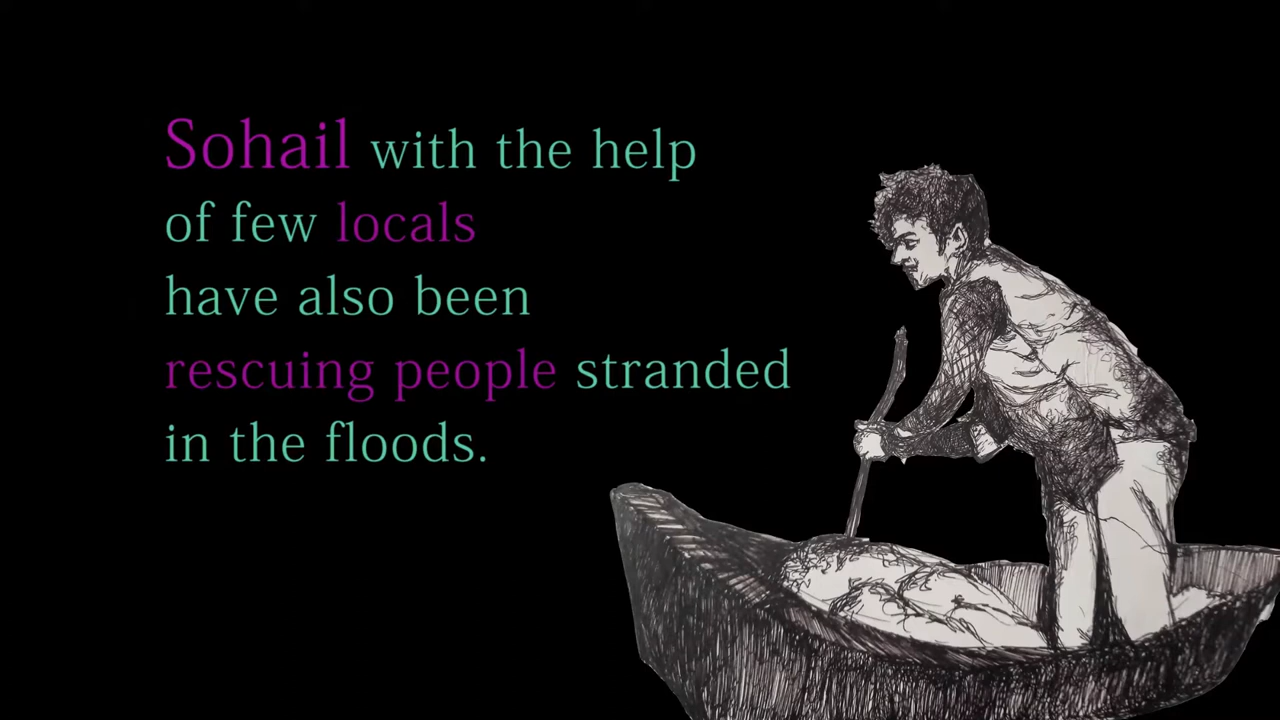 Sohail with the help
of few locals
have also been
rescuing people stranded
in the floods.